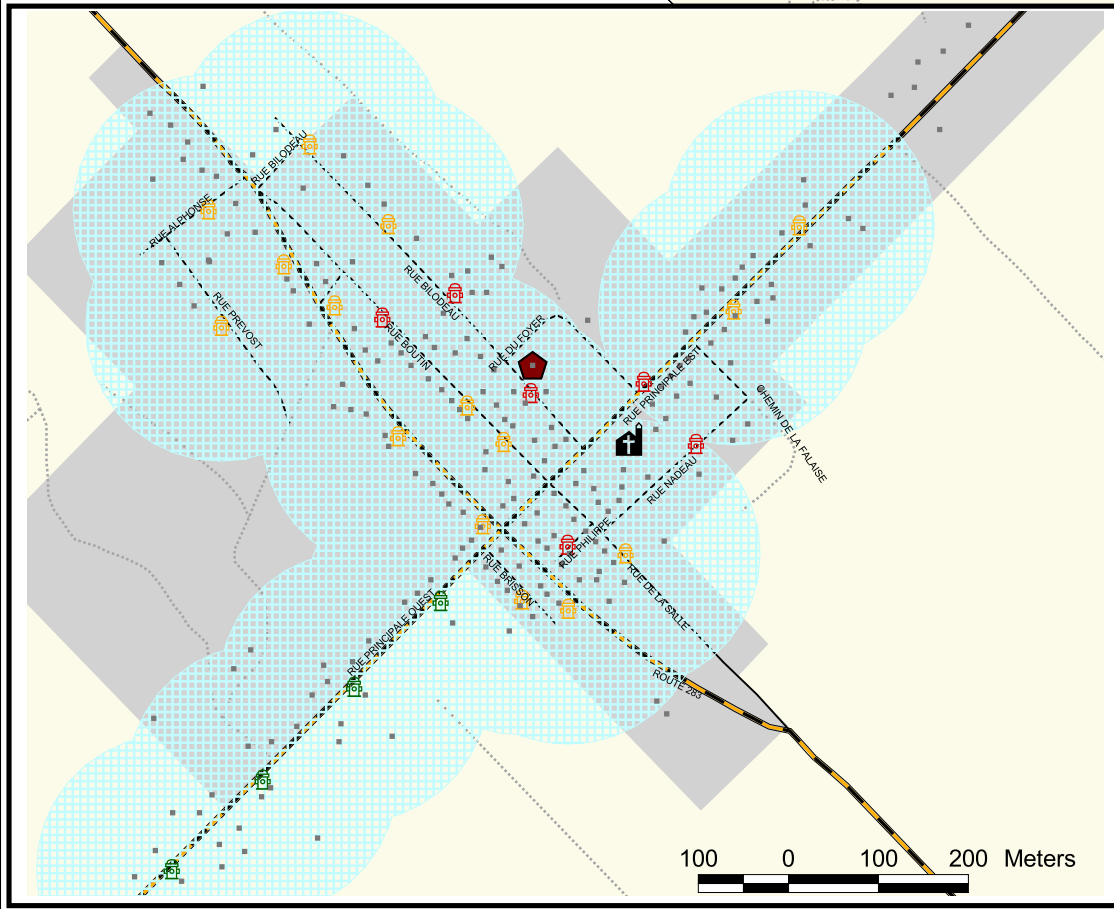 RUE BILODEAU
RUE ALPHONSE
RUE BILODEAU
RUE PREVOST
RUE BOUTIN
RUE DU FOYER
RUE PRINCIPALE EST
CHEMIN DE LA FALAISE
RUE NADEAU
RUE PHILIPPE
RUE BRISSON
RUE DE LA SALLE
RUE PRINCIPALE OUEST
ROUTE 283
100 0 100 200 Meters